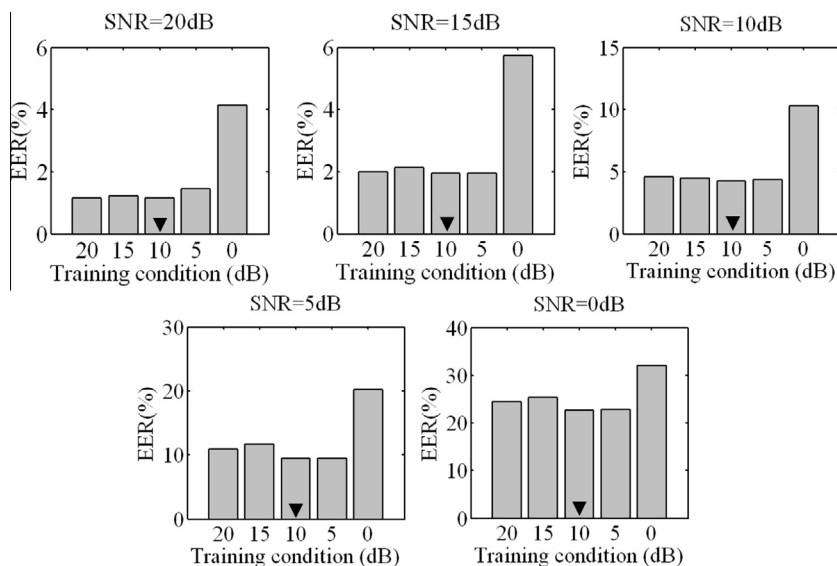 SNR=20dB
EER(%)
6
4
2
0
20 15 10 5 0
Training condition (dB)
SNR=15dB
EER(%)
6
4
2
0
20 15 10 5 0
Training condition (dB)
SNR=10dB
EER(%)
15
10
5
0
20 15 10 5 0
Training condition (dB)
SNR=5dB
EER(%)
30
20
10
0
20 15 10 5 0
Training condition (dB)
SNR=0dB
EER(%)
40
30
20
10
0
20 15 10 5 0
Training condition (dB)